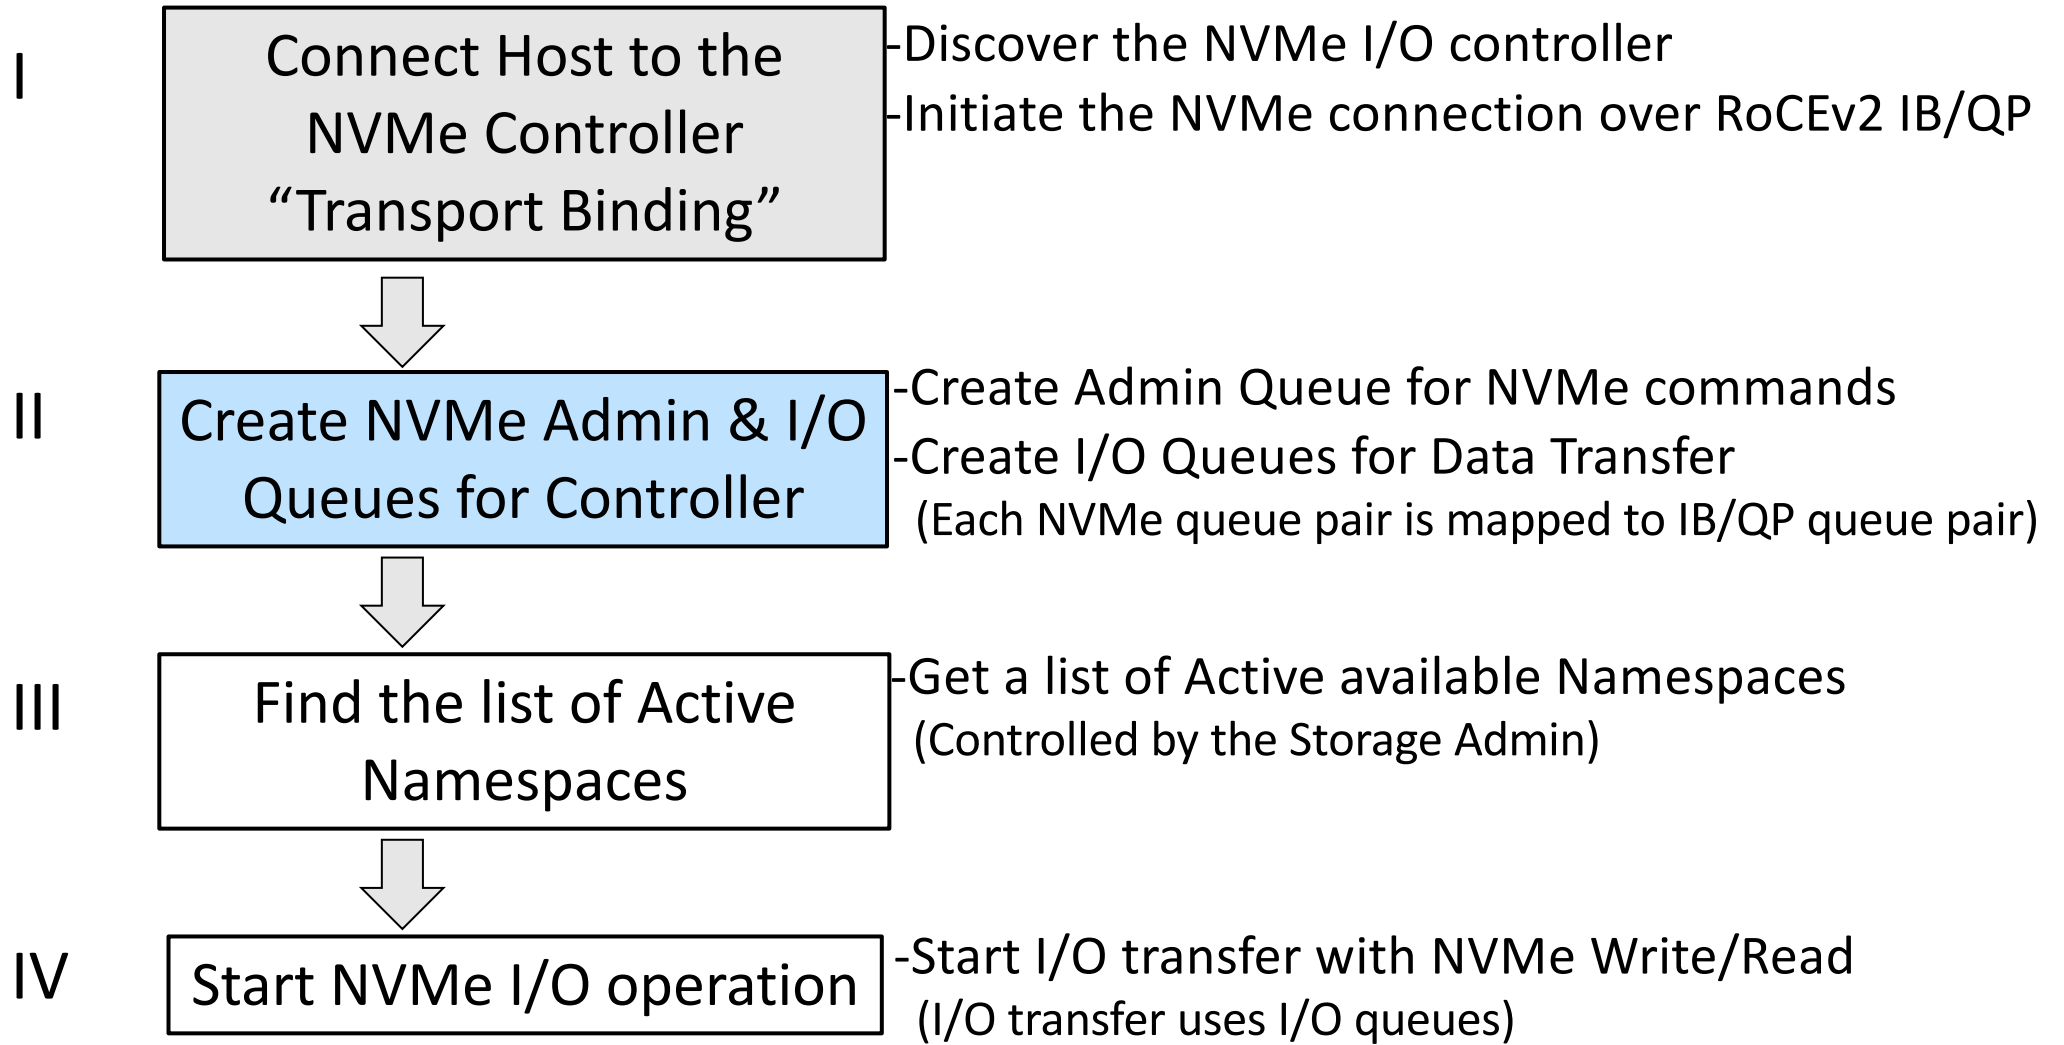 I
Connect Host to the
NVMe Controller
“Transport Binding”
-Discover the NVMe I/O controller
-Initiate the NVMe connection over RoCEv2 IB/QP
II
Create NVMe Admin & I/O
Queues for Controller
-Create Admin Queue for NVMe commands
-Create I/O Queues for Data Transfer
(Each NVMe queue pair is mapped to IB/QP queue pair)
III
Find the list of Active
Namespaces
-Get a list of Active available Namespaces
(Controlled by the Storage Admin)
IV
Start NVMe I/O operation
-Start I/O transfer with NVMe Write/Read
(I/O transfer uses I/O queues)